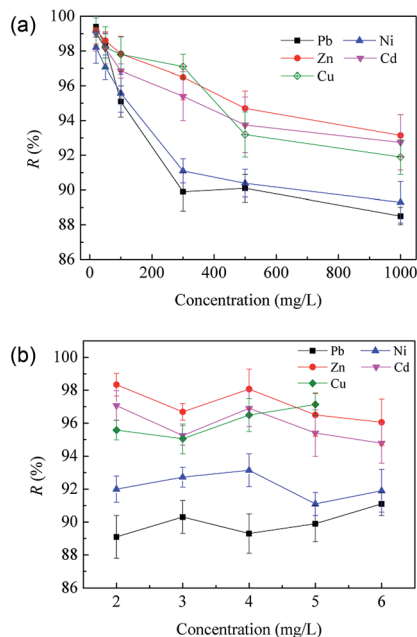 (a)
100
98
96
94
92
90
88
86
R (%)
Pb
Ni
Zn
Cd
Cu
0
200
400
600
800
1000
Concentration (mg/L)
(b)
100
98
96
94
92
90
88
86
R (%)
Pb
Ni
Zn
Cd
Cu
2
3
4
5
6
Concentration (mg/L)